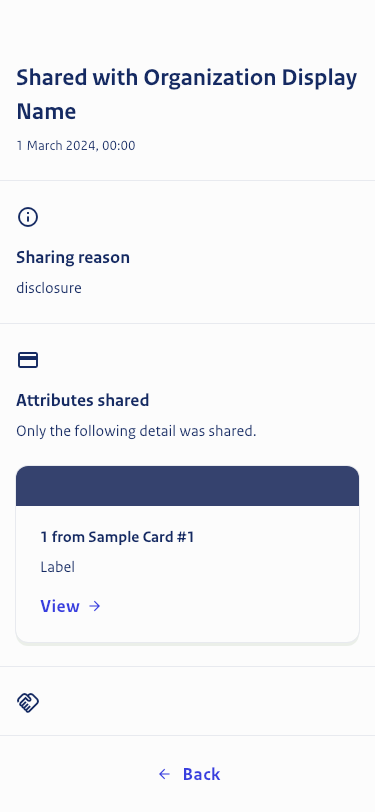 Shared with Organization Display
Name
1 March 2024, 00:00
Sharing reason
disclosure
Attributes shared
Only the following detail was shared.
1 from Sample Card #1
Label
View
Back